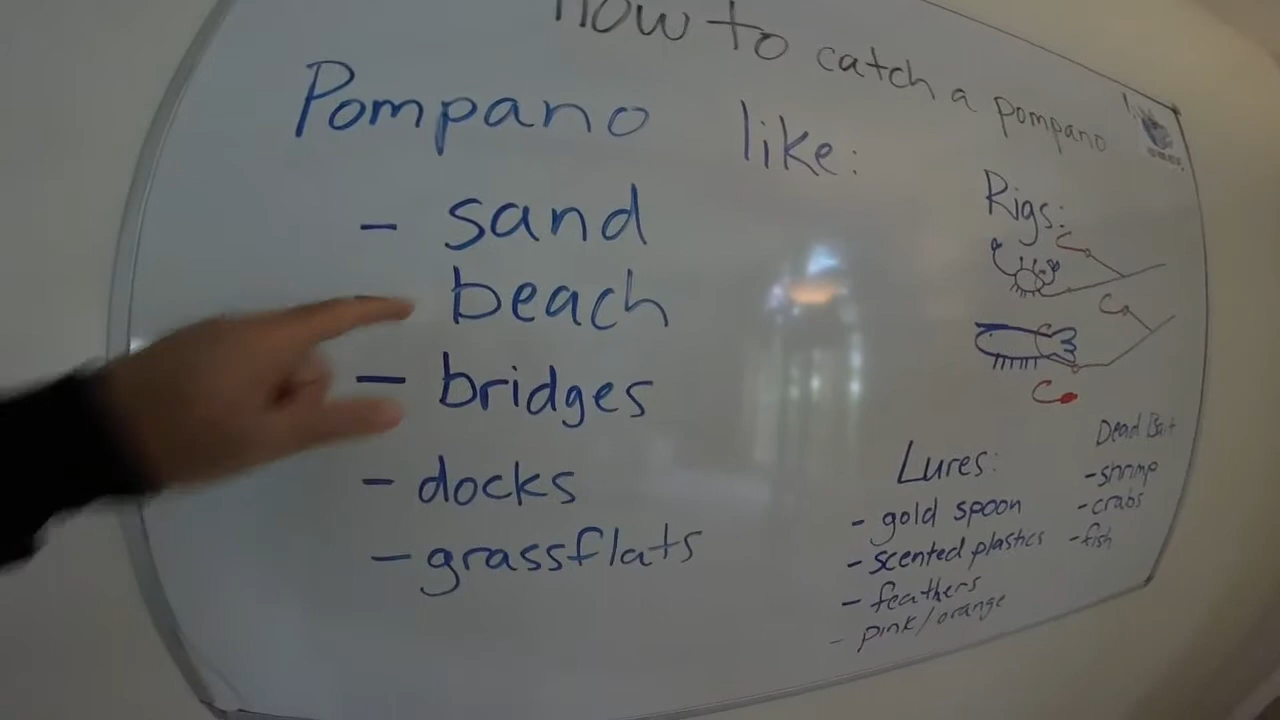 How to catch a pompano
Pompano like:
- sand
beach
- bridges
- docks
- grassflats
Rigs:
Lures:
- gold spoon
- scented plastics
- feathers
- pink/orange
Dead Bait
- shrimp
- crabs
- fish